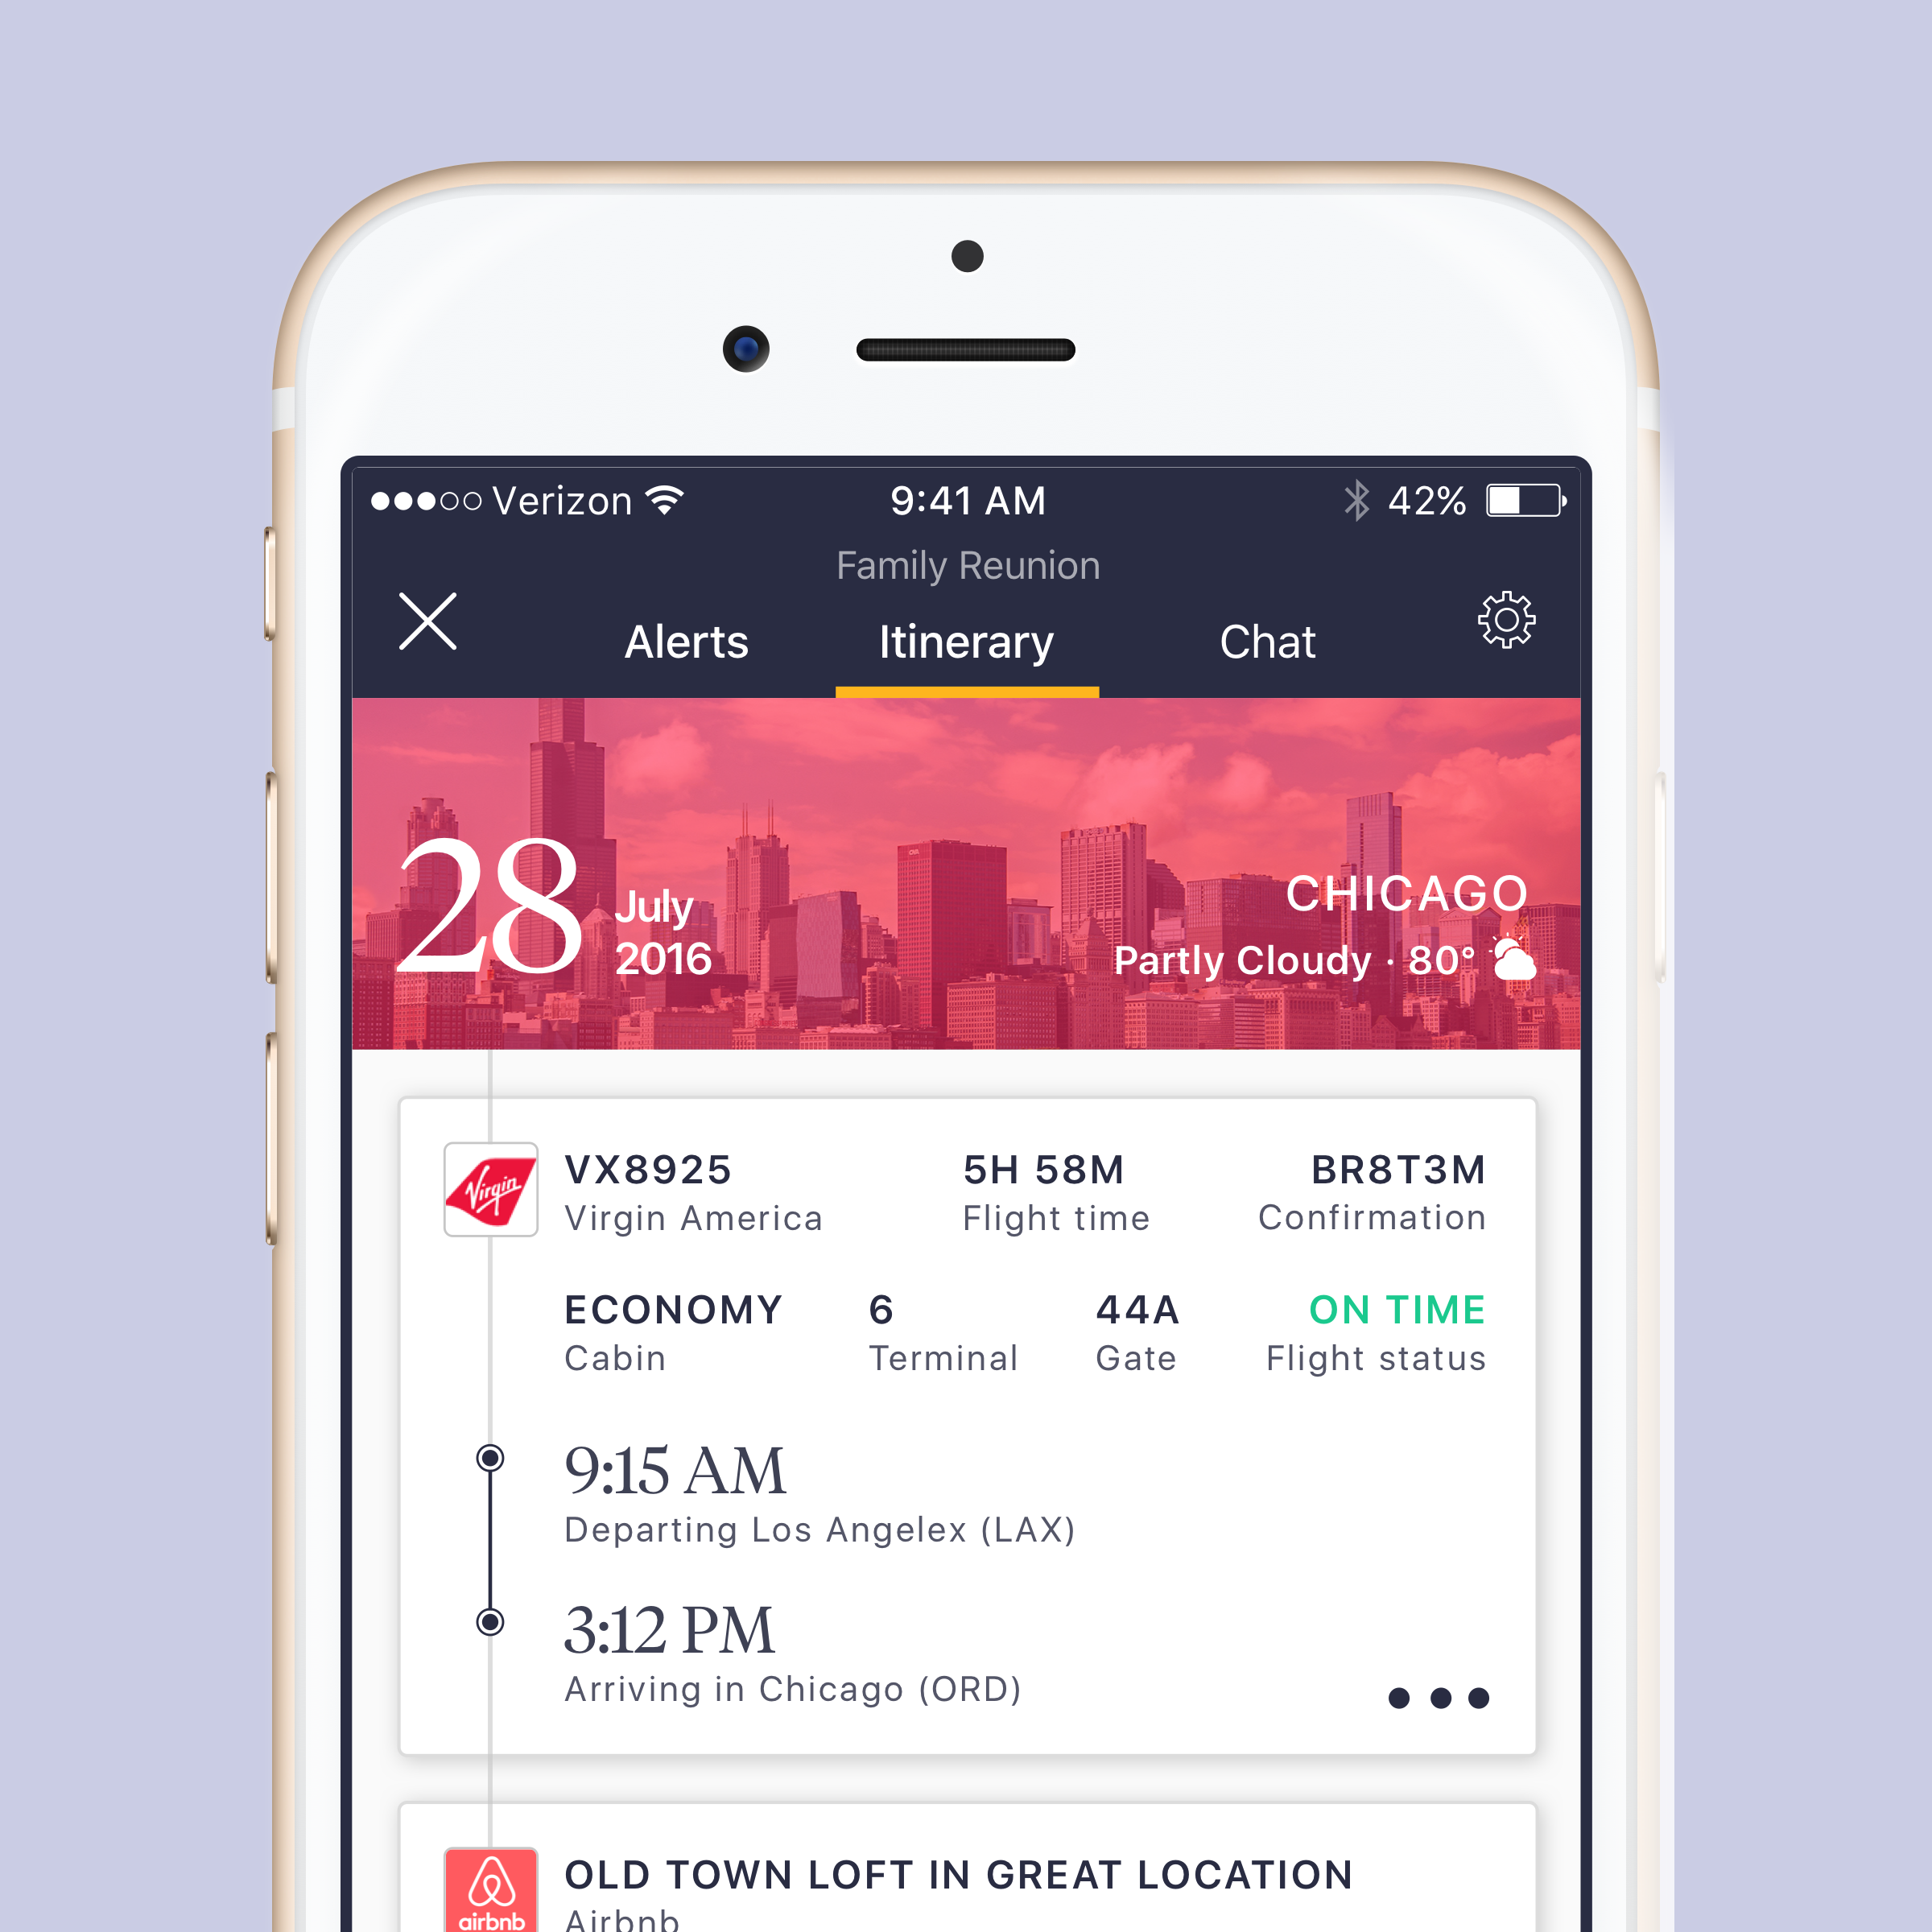 Verizon 9:41 AM 42%
Family Reunion
Alerts Itinerary Chat
28 July
2016
CHICAGO
Partly Cloudy · 80°
Virgin
VX8925 5H 58M BR8T3M
Virgin America Flight time Confirmation
ECONOMY 6 44A ON TIME
Cabin Terminal Gate Flight status
9:15 AM
Departing Los Angelex (LAX)
3:12 PM
Arriving in Chicago (ORD)
OLD TOWN LOFT IN GREAT LOCATION
airbnb Airbnb